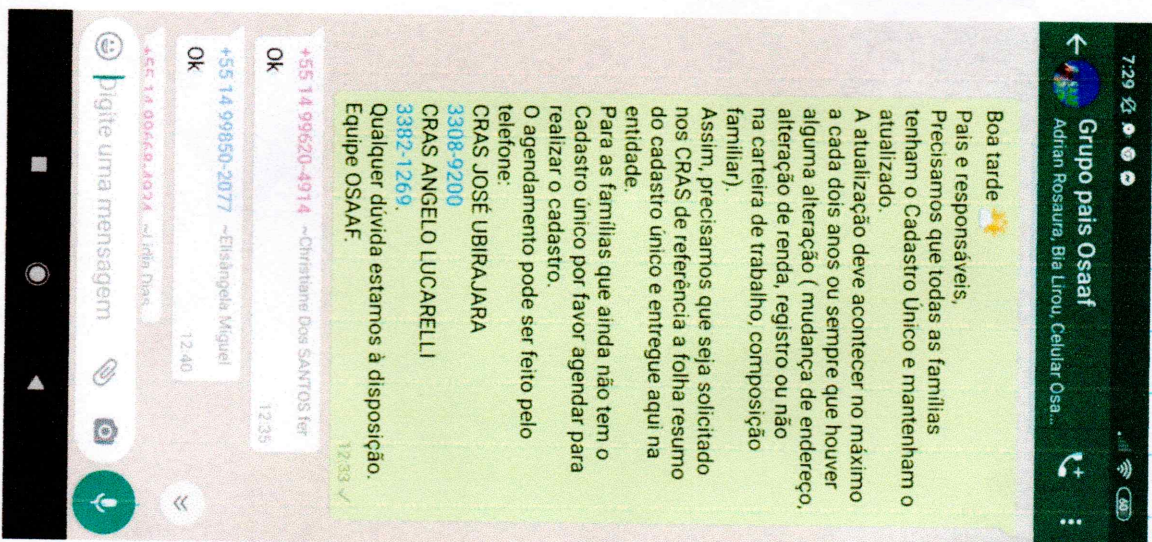 7:29
60
Grupo pais Osaaf
Adrian Rosaura, Bia Lirou, Celular Osa...
Boa tarde
Pais e responsáveis,
Precisamos que todas as famílias
tenham o Cadastro Único e mantenham o
atualizado.
A atualização deve acontecer no máximo
a cada dois anos ou sempre que houver
alguma alteração ( mudança de endereço,
alteração de renda, registro ou não
na carteira de trabalho, composição
familiar).
Assim, precisamos que seja solicitado
nos CRAS de referência a folha resumo
do cadastro único e entregue aqui na
entidade.
Para as famílias que ainda não tem o
Cadastro único por favor agendar para
realizar o cadastro.
O agendamento pode ser feito pelo
telefone:
CRAS JOSÉ UBIRAJARA
3308-9200
CRAS ANGELO LUCARELLI
3382-1269.
Qualquer dúvida estamos à disposição.
Equipe OSAAF.
12:33
+55 14 99620-4914 ~Christiane Dos SANTOS fer
Ok
12:35
+55 14 99850-2077 ~Elisângela Miguel
Ok
12:40
+55 14 99668-4934 ~Lidia Dias
Digite uma mensagem